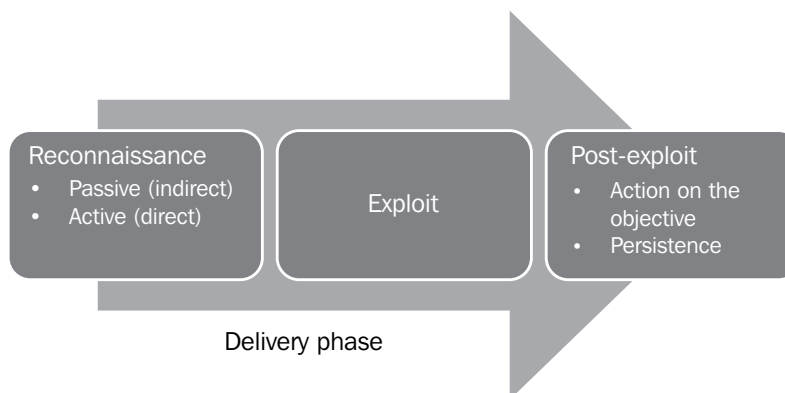 Reconnaissance
• Passive (indirect)
• Active (direct)
Exploit
Post-exploit
• Action on the
objective
• Persistence
Delivery phase